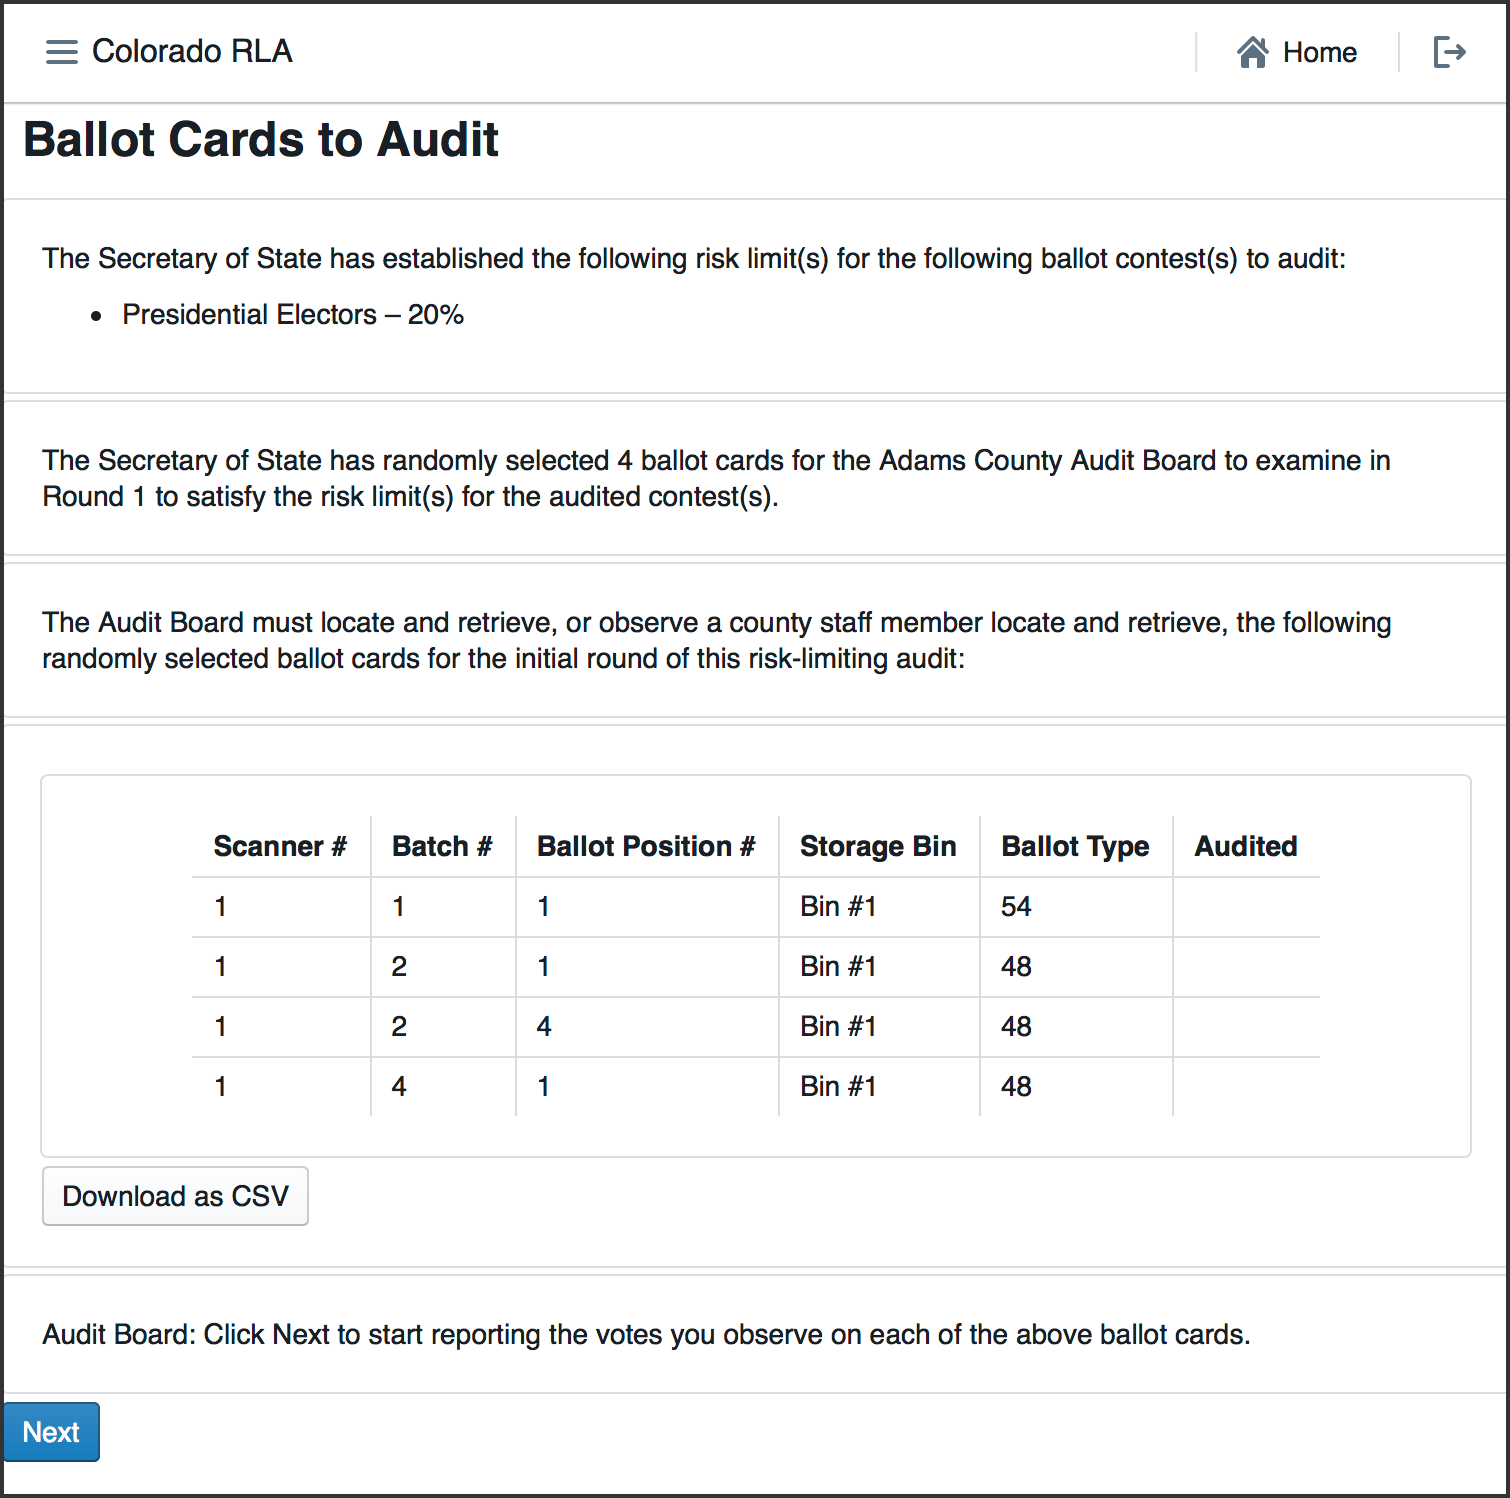 Colorado RLA
Home
Ballot Cards to Audit
The Secretary of State has established the following risk limit(s) for the following ballot contest(s) to audit:
• Presidential Electors – 20%
The Secretary of State has randomly selected 4 ballot cards for the Adams County Audit Board to examine in
Round 1 to satisfy the risk limit(s) for the audited contest(s).
The Audit Board must locate and retrieve, or observe a county staff member locate and retrieve, the following
randomly selected ballot cards for the initial round of this risk-limiting audit:
Scanner # Batch # Ballot Position # Storage Bin Ballot Type Audited
1 1 1 Bin #1 54
1 2 1 Bin #1 48
1 2 4 Bin #1 48
1 4 1 Bin #1 48
Download as CSV
Audit Board: Click Next to start reporting the votes you observe on each of the above ballot cards.
Next